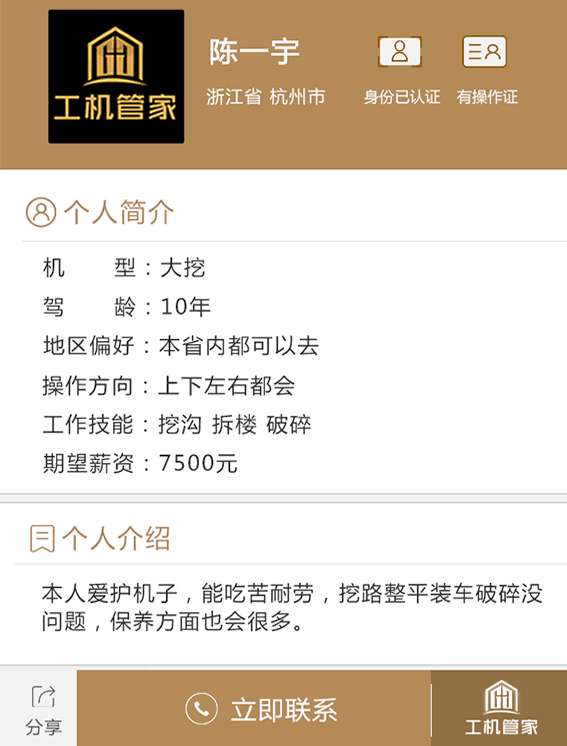 工机管家
陈一宇
浙江省 杭州市
身份已认证
有操作证
个人简介
机 型：大挖
驾 龄：10年
地区偏好：本省内都可以去
操作方向：上下左右都会
工作技能：挖沟 拆楼 破碎
期望薪资：7500元
个人介绍
本人爱护机子，能吃苦耐劳，挖路整平装车破碎没
问题，保养方面也会很多。
分享
立即联系
工机管家